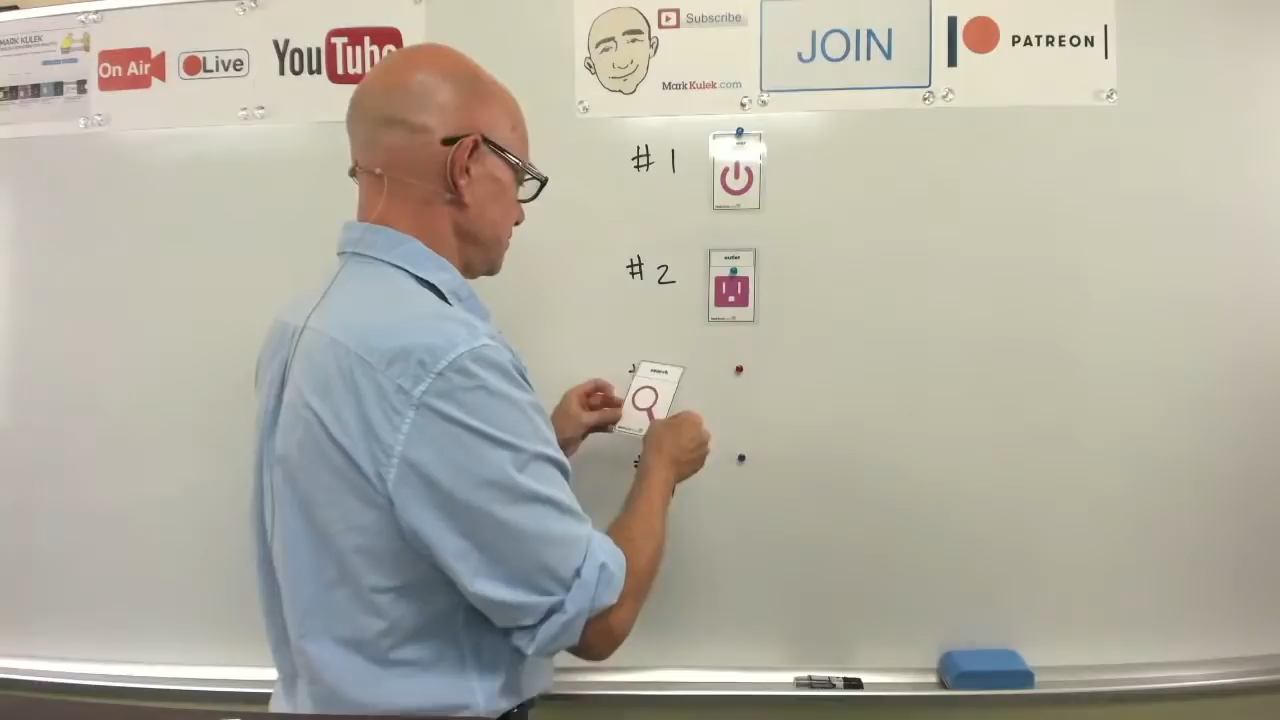 MARK KULEK
On Air
Live
YouTube
Subscribe
MarkKulek.com
JOIN
PATREON
# 1
# 2
outlet
search